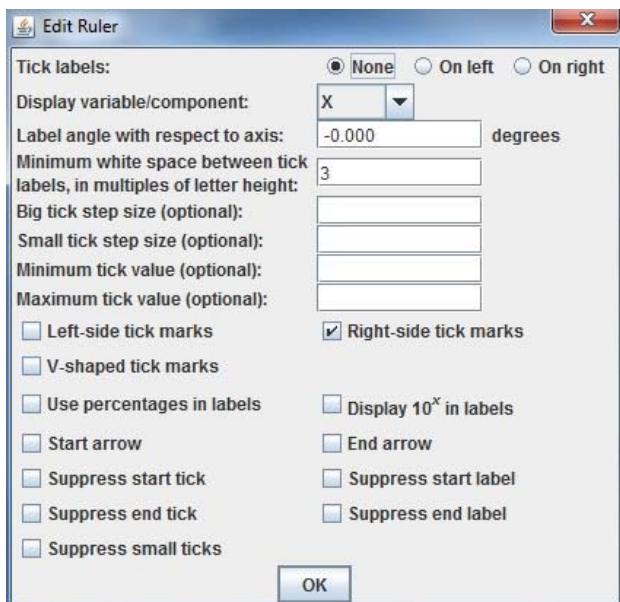 Edit Ruler
Tick labels: None On left On right
Display variable/component: X
Label angle with respect to axis: -0.000 degrees
Minimum white space between tick
labels, in multiples of letter height: 3
Big tick step size (optional):
Small tick step size (optional):
Minimum tick value (optional):
Maximum tick value (optional):
Left-side tick marks Right-side tick marks
V-shaped tick marks
Use percentages in labels Display 10^x in labels
Start arrow End arrow
Suppress start tick Suppress start label
Suppress end tick Suppress end label
Suppress small ticks
OK